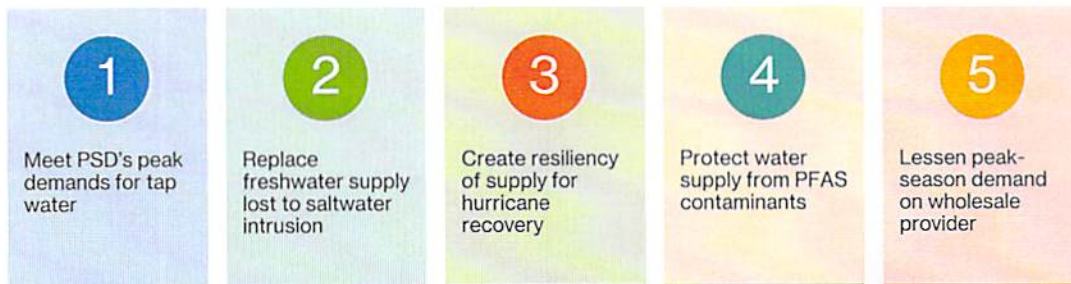 1
Meet PSD's peak
demands for tap
water
2
Replace
freshwater supply
lost to saltwater
intrusion
3
Create resiliency
of supply for
hurricane
recovery
4
Protect water
supply from PFAS
contaminants
5
Lessen peak-
season demand
on wholesale
provider